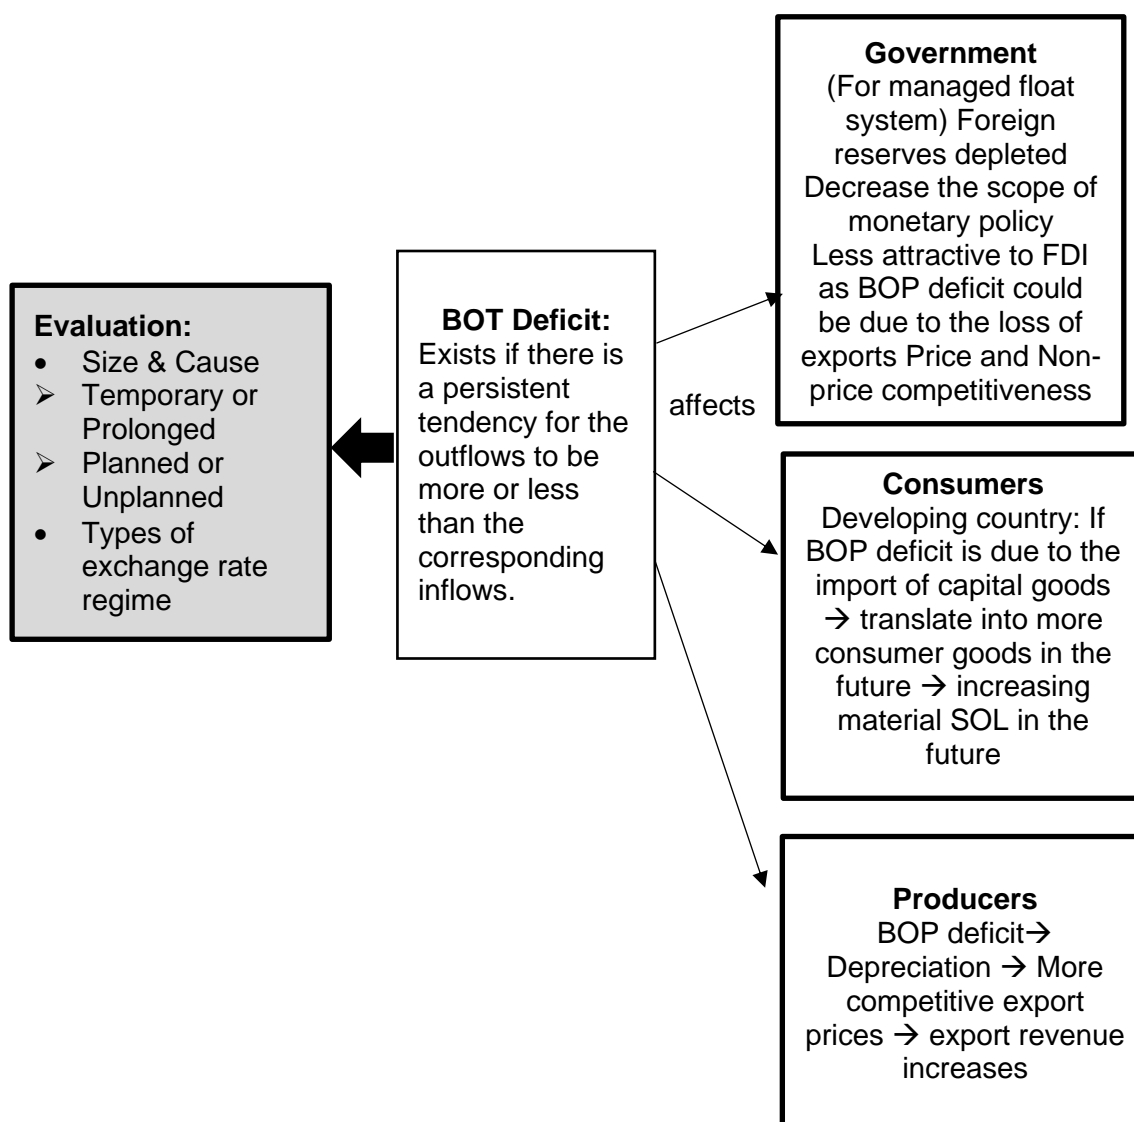 Government
(For managed float
system) Foreign
reserves depleted
Decrease the scope of
monetary policy
Less attractive to FDI
as BOP deficit could
be due to the loss of
exports Price and Non-
price competitiveness
Evaluation:
• Size & Cause
➢ Temporary or
Prolonged
➢ Planned or
Unplanned
• Types of
exchange rate
regime
BOT Deficit:
Exists if there is
a persistent
tendency for the
outflows to be
more or less
than the
corresponding
inflows.
affects
Consumers
Developing country: If
BOP deficit is due to the
import of capital goods
→ translate into more
consumer goods in the
future → increasing
material SOL in the
future
Producers
BOP deficit→
Depreciation → More
competitive export
prices → export revenue
increases